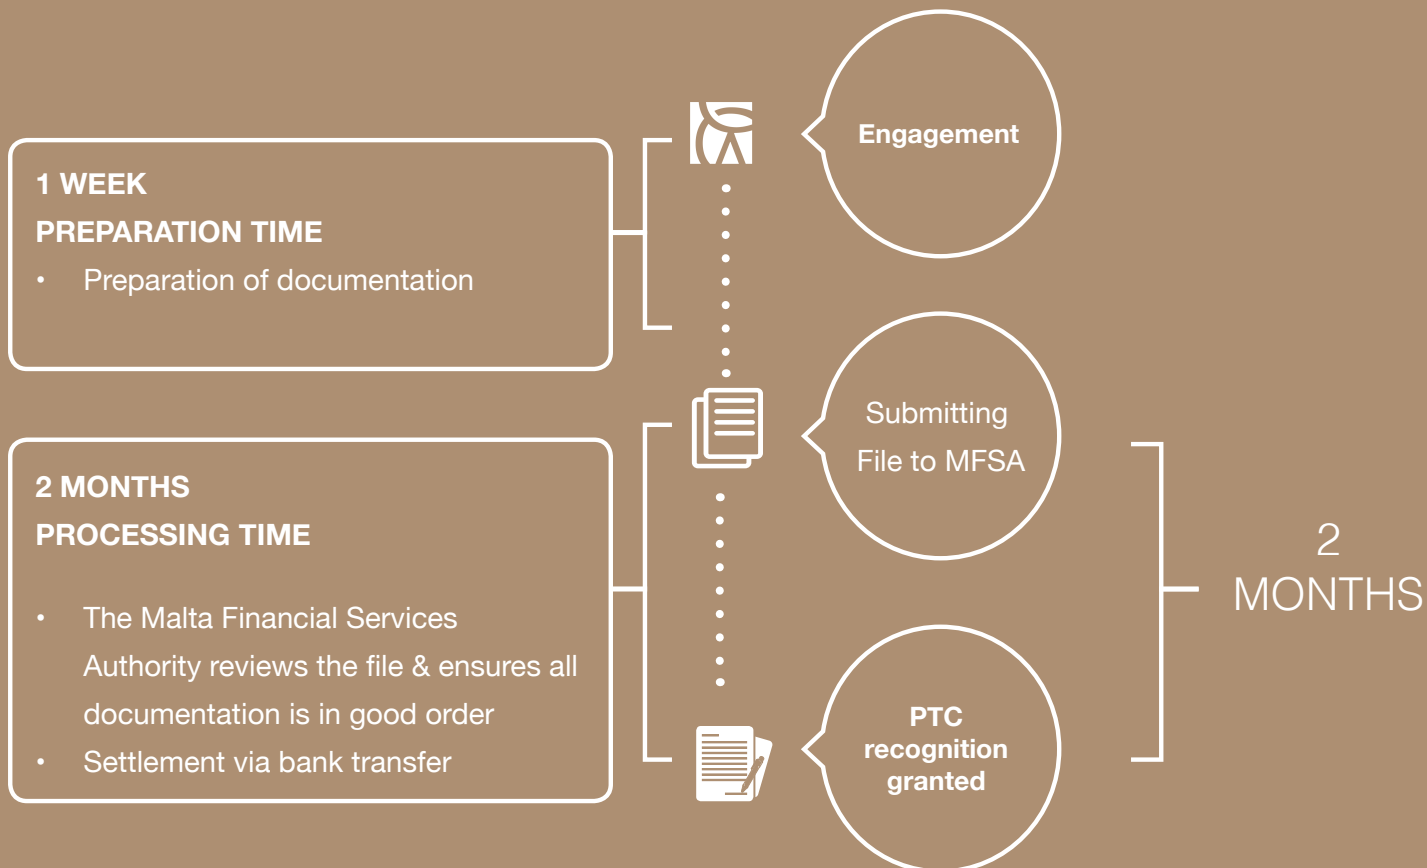 Engagement
1 WEEK
PREPARATION TIME
• Preparation of documentation
Submitting
File to MFSA
2 MONTHS
PROCESSING TIME
• The Malta Financial Services
Authority reviews the file & ensures all
documentation is in good order
• Settlement via bank transfer
2
MONTHS
PTC
recognition
granted